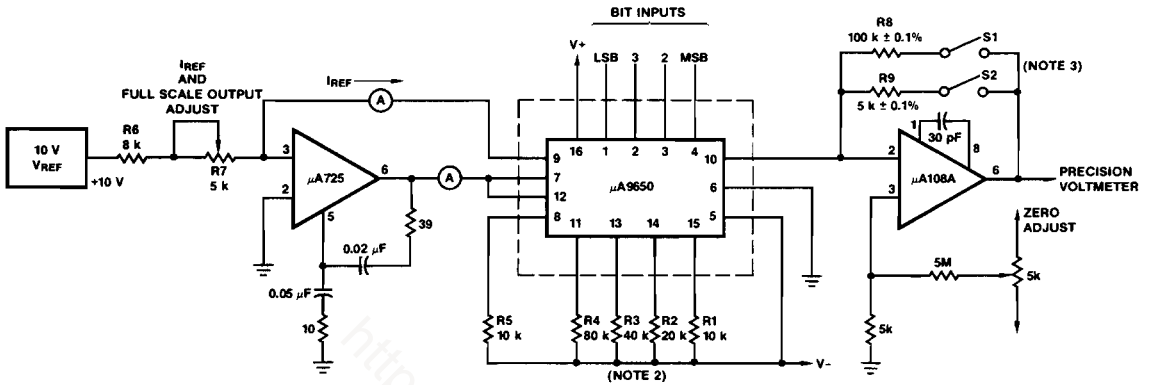 BIT INPUTS
V+
LSB 3 2 MSB
IREF
AND
FULL SCALE OUTPUT
ADJUST
IREF
A
10 V
VREF
R6
8 k
+10 V
R7
5 k
3
2
µA725
6
5
A
39
0.02 µF
0.05 µF
10
16 1 2 3 4
9
7
12
8
µA9650
10
6
5
11 13 14 15
R5
10 k
R4
80 k
R3
40 k
R2
20 k
R1
10 k
(NOTE 2)
V–
R8
100 k ± 0.1%
S1
(NOTE 3)
R9
5 k ± 0.1%
S2
1
30 pF
8
2
3
µA108A
6
PRECISION
VOLTMETER
ZERO
ADJUST
5M
5k
5k
http